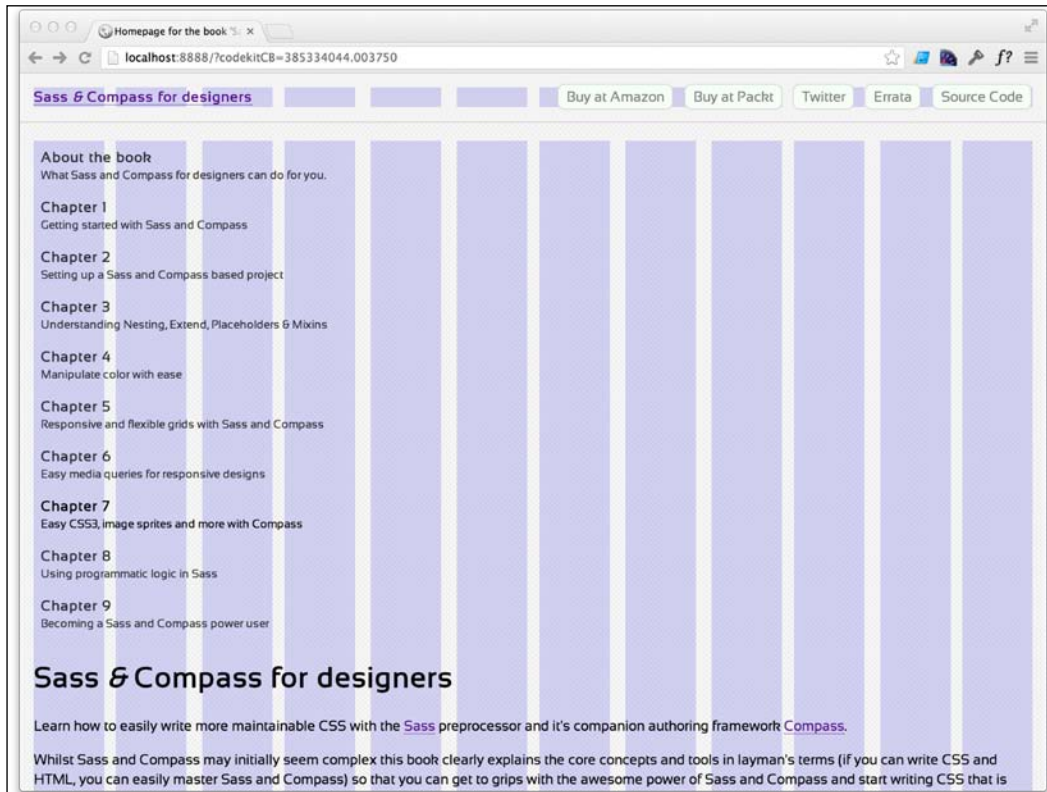 Homepage for the book 'Sa
localhost:8888/?codekitCB=385334044.003750
f?
Sass & Compass for designers
Buy at Amazon
Buy at Packt
Twitter
Errata
Source Code
About the book
What Sass and Compass for designers can do for you.
Chapter 1
Getting started with Sass and Compass
Chapter 2
Setting up a Sass and Compass based project
Chapter 3
Understanding Nesting, Extend, Placeholders & Mixins
Chapter 4
Manipulate color with ease
Chapter 5
Responsive and flexible grids with Sass and Compass
Chapter 6
Easy media queries for responsive designs
Chapter 7
Easy CSS3, image sprites and more with Compass
Chapter 8
Using programmatic logic in Sass
Chapter 9
Becoming a Sass and Compass power user
Sass & Compass for designers
Learn how to easily write more maintainable CSS with the Sass preprocessor and it's companion authoring framework Compass.
Whilst Sass and Compass may initially seem complex this book clearly explains the core concepts and tools in layman's terms (if you can write CSS and
HTML, you can easily master Sass and Compass) so that you can get to grips with the awesome power of Sass and Compass and start writing CSS that is